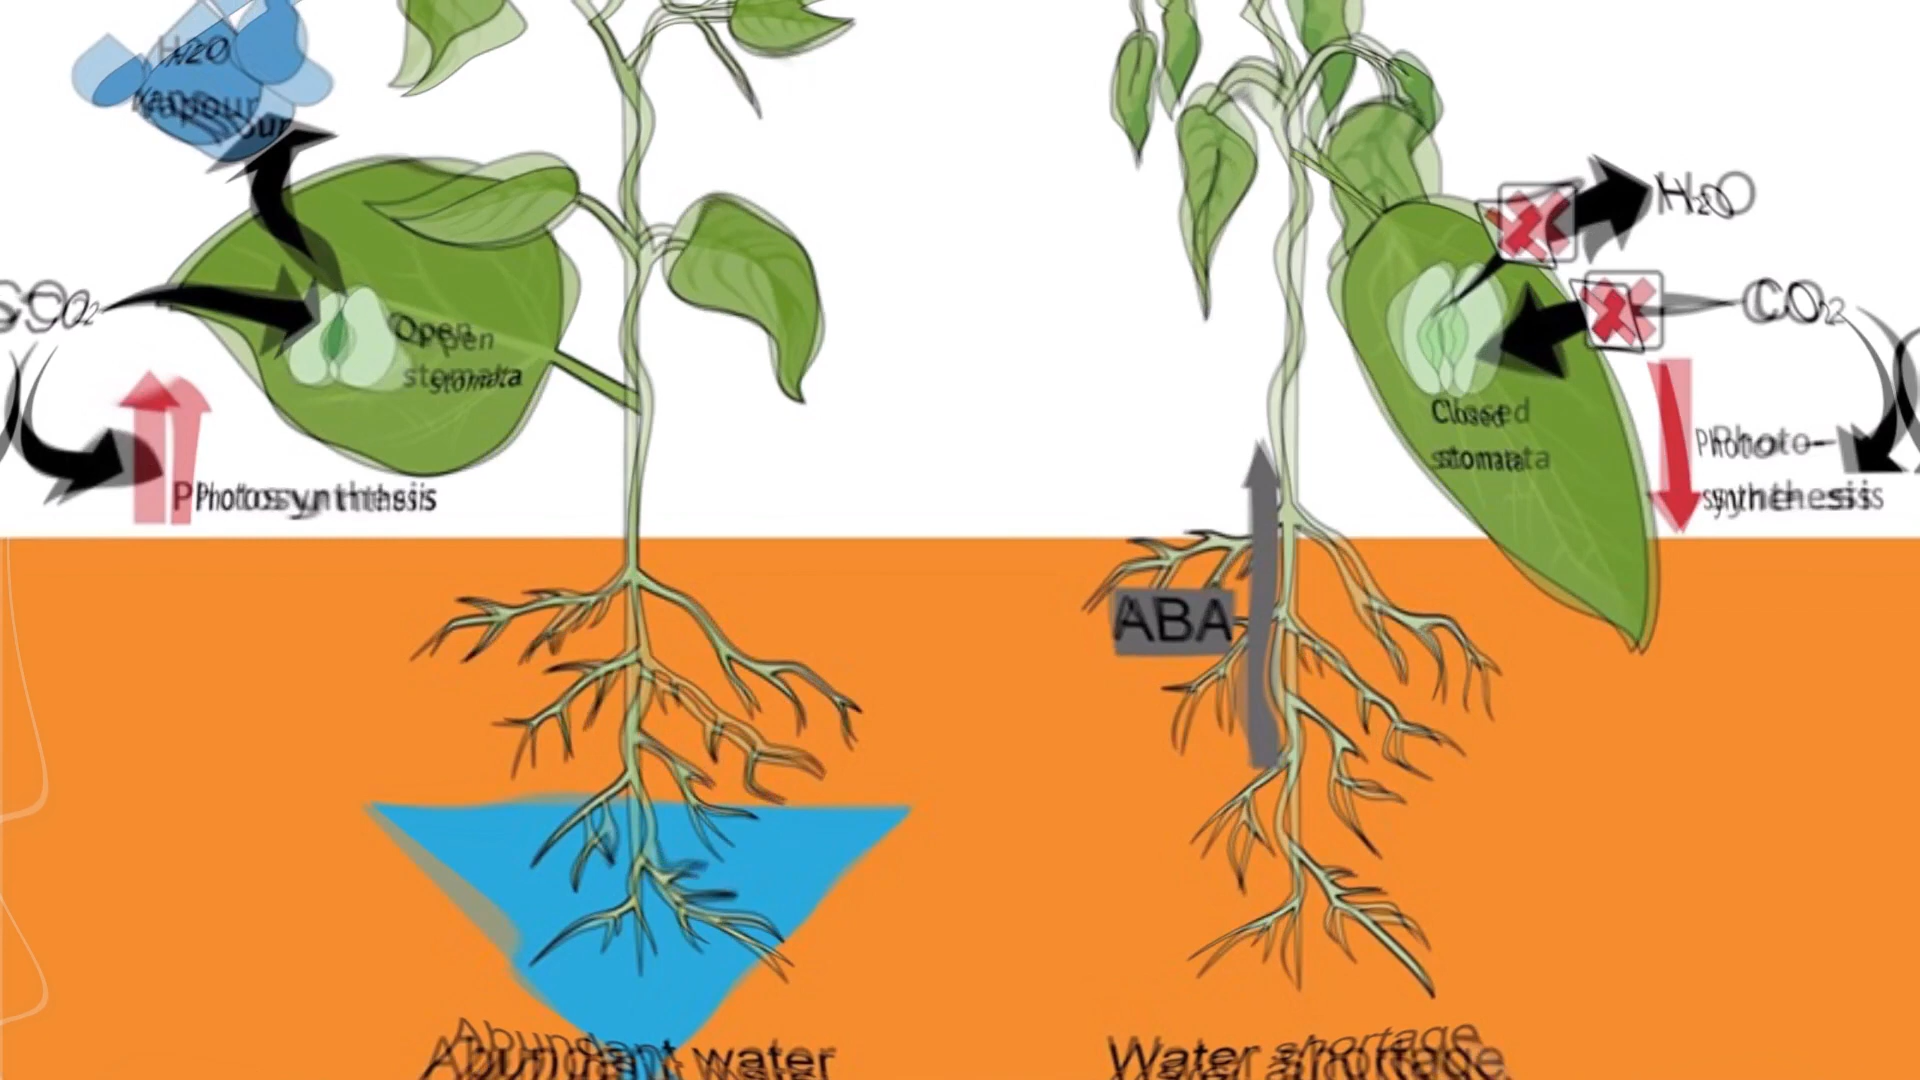 H2O
Vapour
CO₂
Open
stomata
Photosynthesis
H₂O
CO₂
Closed
stomata
Photo-
synthesis
ABA
Abundant water
Water shortage